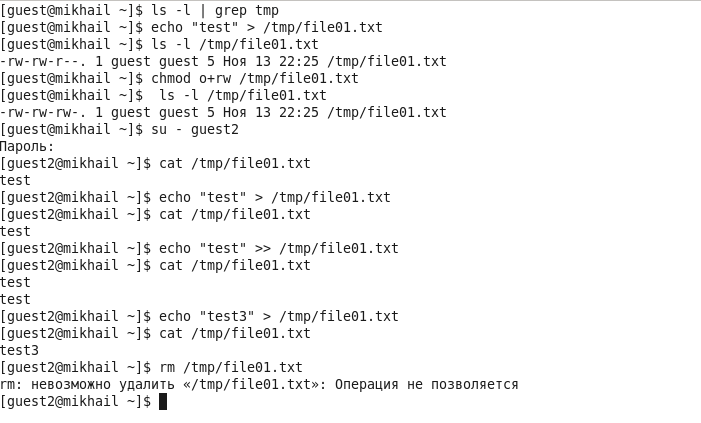 [guest@mikhail ~]$ ls -l | grep tmp
[guest@mikhail ~]$ echo "test" > /tmp/file01.txt
[guest@mikhail ~]$ ls -l /tmp/file01.txt
-rw-rw-r--. 1 guest guest 5 Ноя 13 22:25 /tmp/file01.txt
[guest@mikhail ~]$ chmod o+rw /tmp/file01.txt
[guest@mikhail ~]$  ls -l /tmp/file01.txt
-rw-rw-rw-. 1 guest guest 5 Ноя 13 22:25 /tmp/file01.txt
[guest@mikhail ~]$ su - guest2
Пароль:
[guest2@mikhail ~]$ cat /tmp/file01.txt
test
[guest2@mikhail ~]$ echo "test" > /tmp/file01.txt
[guest2@mikhail ~]$ cat /tmp/file01.txt
test
[guest2@mikhail ~]$ echo "test" >> /tmp/file01.txt
[guest2@mikhail ~]$ cat /tmp/file01.txt
test
test
[guest2@mikhail ~]$ echo "test3" > /tmp/file01.txt
[guest2@mikhail ~]$ cat /tmp/file01.txt
test3
[guest2@mikhail ~]$ rm /tmp/file01.txt
rm: невозможно удалить «/tmp/file01.txt»: Операция не позволяется
[guest2@mikhail ~]$